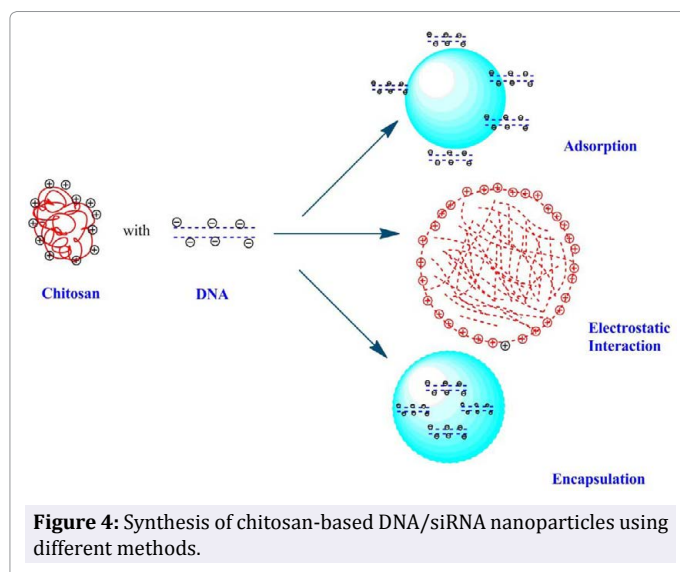 Adsorption
with
Chitosan
DNA
Electrostatic
Interaction
Encapsulation
Figure 4: Synthesis of chitosan-based DNA/siRNA nanoparticles using
different methods.